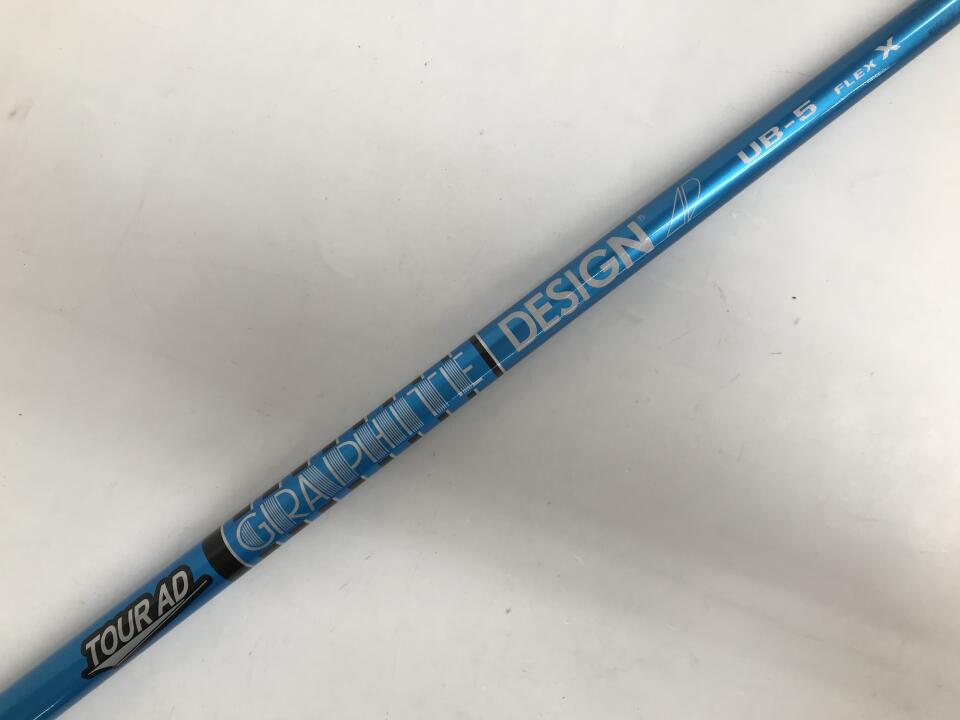 TOUR AD
GRAPHITE DESIGN®
UB-5 FLEX X